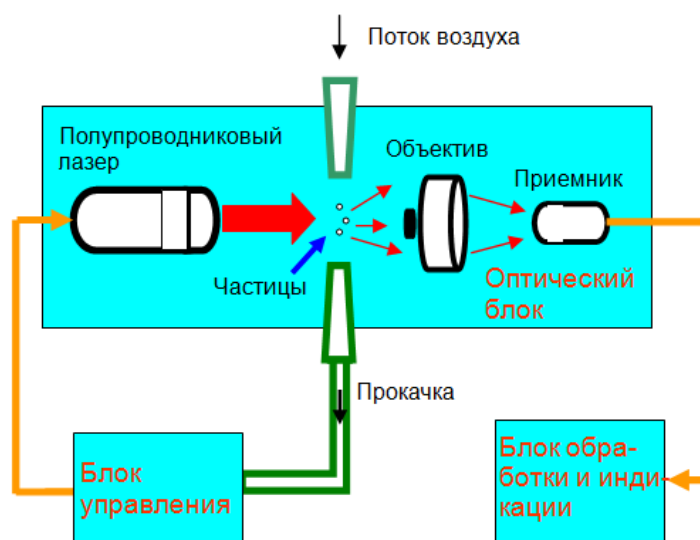 Поток воздуха
Полупроводниковый
лазер
Объектив
Приемник
Частицы
Оптический
блок
Прокачка
Блок
управления
Блок обра-
ботки и инди-
кации